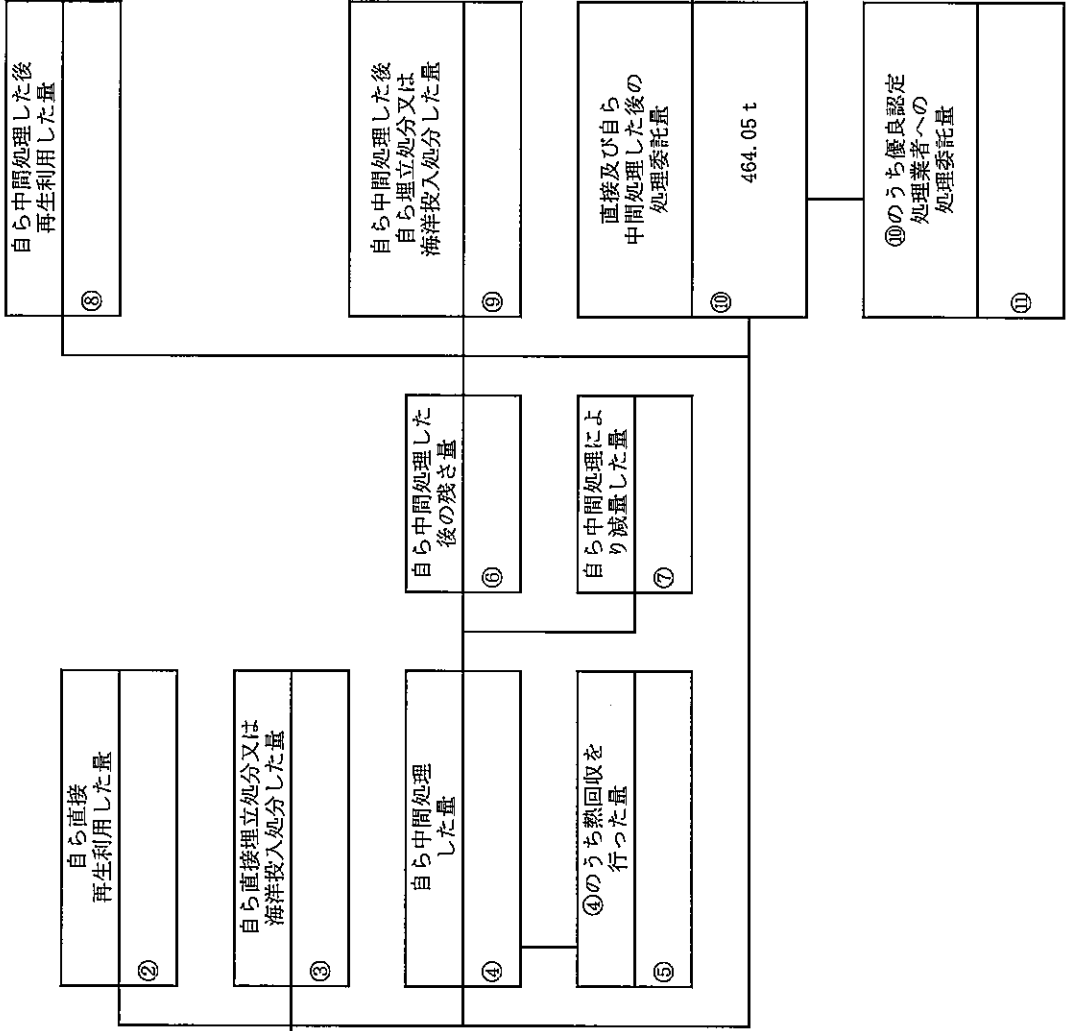 自ら直接
再生利用した量
②
自ら直接埋立処分又は
海洋投入処分した量
③
自ら中間処理
した量
④
④のうち熱回収を
行った量
⑤
自ら中間処理した
後の残さ量
⑥
自ら中間処理によ
り減量した量
⑦
自ら中間処理した後
再生利用した量
⑧
自ら中間処理した後
自ら埋立処分又は
海洋投入処分した量
⑨
直接及び自ら
中間処理した後の
処理委託量
⑩
464.05 t
⑩のうち優良認定
処理業者への
処理委託量
⑪